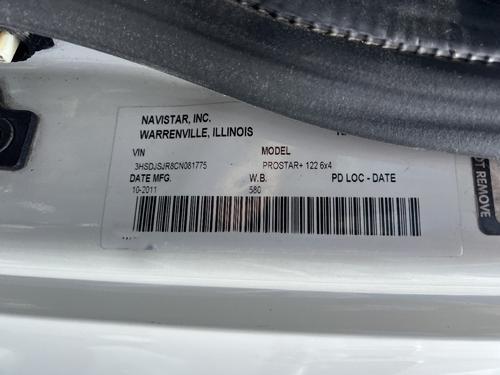 NAVISTAR, INC.
WARRENVILLE, ILLINOIS
VIN MODEL
3HSDJSJR8CN081775 PROSTAR+ 122 6x4
DATE MFG. W.B. PD LOC - DATE
10-2011 580
OT REMOVE